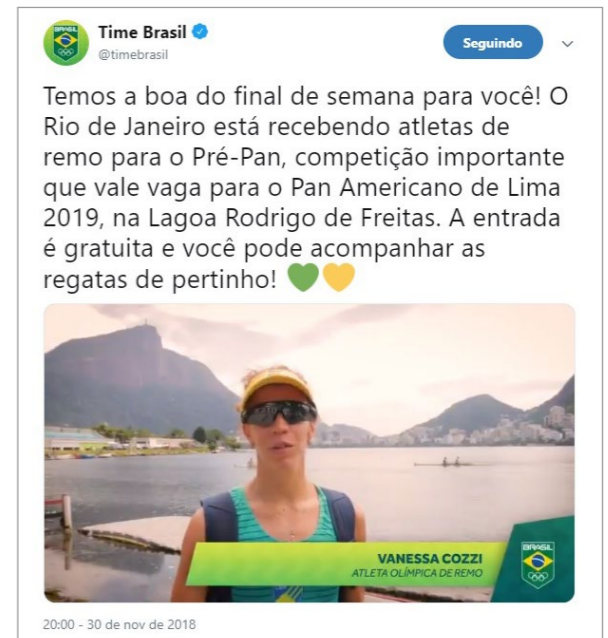 Time Brasil
@timebrasil
Seguindo
Temos a boa do final de semana para você! O
Rio de Janeiro está recebendo atletas de
remo para o Pré-Pan, competição importante
que vale vaga para o Pan Americano de Lima
2019, na Lagoa Rodrigo de Freitas. A entrada
é gratuita e você pode acompanhar as
regatas de pertinho! 💚💛
VANESSA COZZI
ATLETA OLÍMPICA DE REMO
BRASIL
20:00 - 30 de nov de 2018